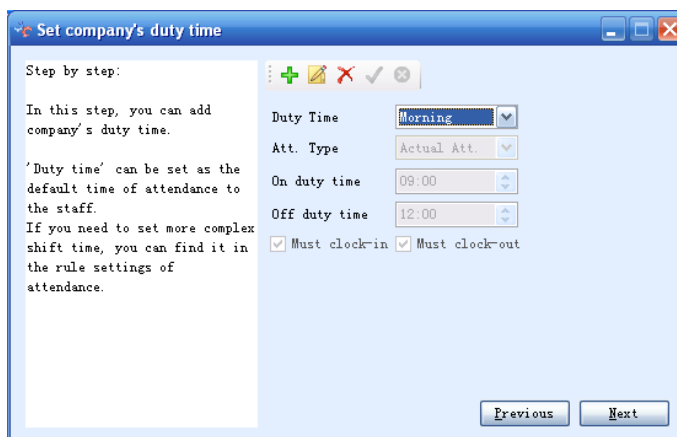 Set company's duty time
Step by step:
In this step, you can add
company's duty time.
'Duty time' can be set as the
default time of attendance to
the staff.
If you need to set more complex
shift time, you can find it in
the rule settings of
attendance.
Duty Time Morning
Att. Type Actual Att.
On duty time 09:00
Off duty time 12:00
Must clock-in Must clock-out
Previous Next